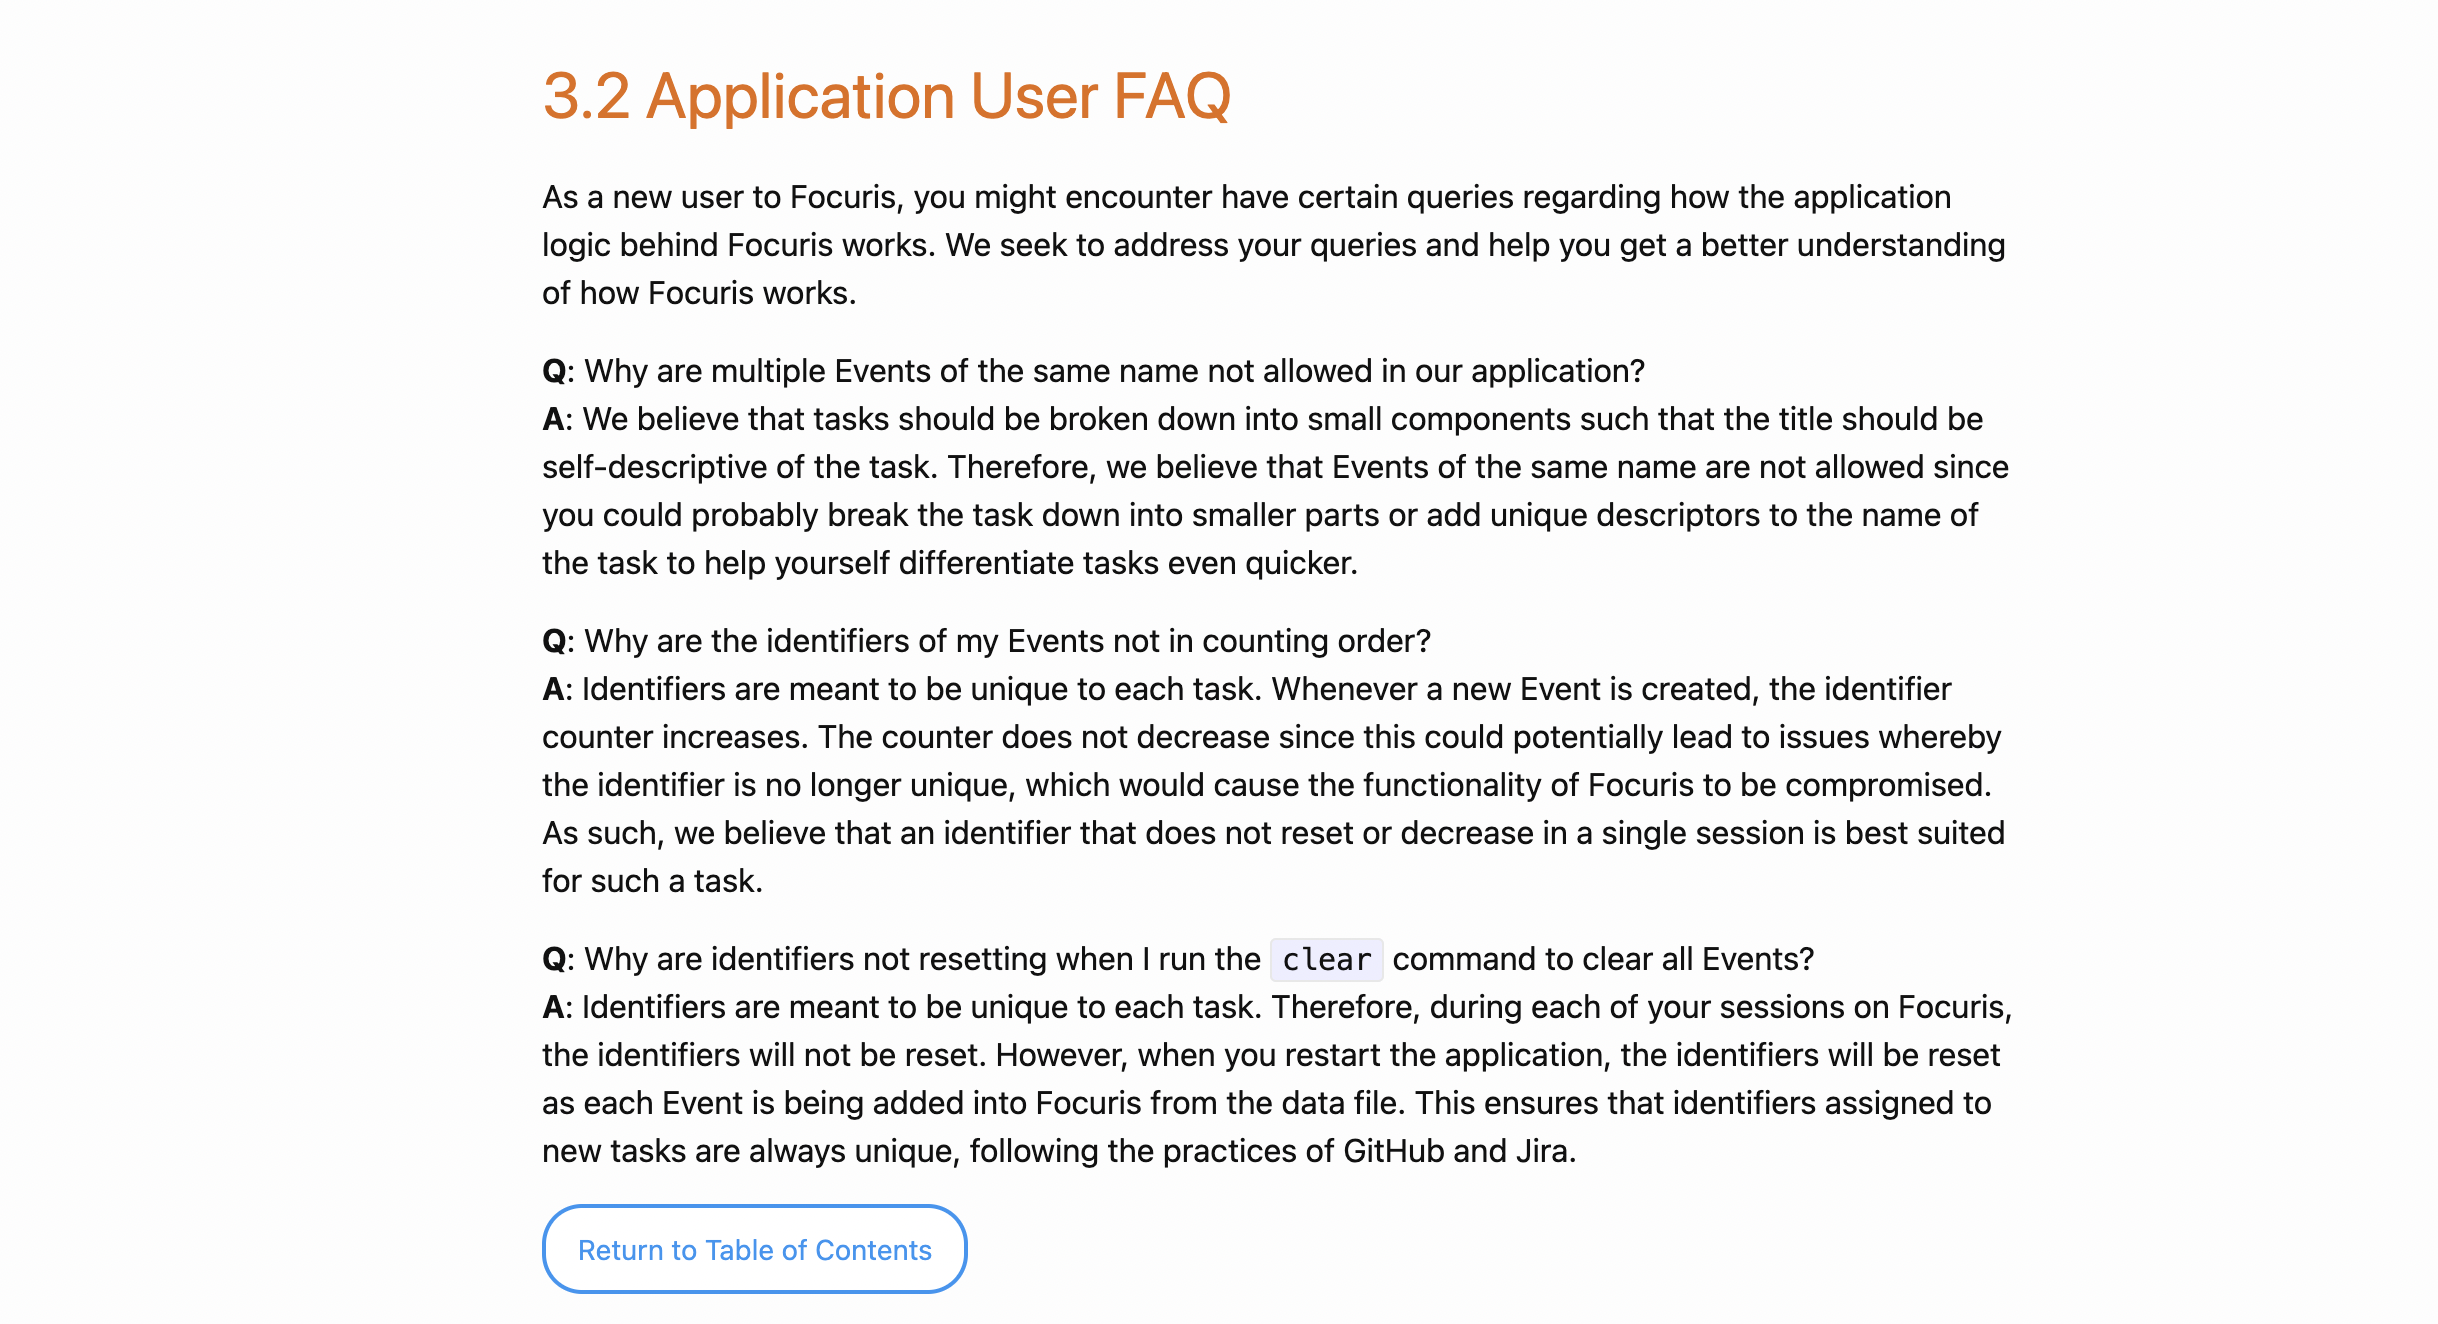 3.2 Application User FAQ
As a new user to Focuris, you might encounter have certain queries regarding how the application
logic behind Focuris works. We seek to address your queries and help you get a better understanding
of how Focuris works.
Q: Why are multiple Events of the same name not allowed in our application?
A: We believe that tasks should be broken down into small components such that the title should be
self-descriptive of the task. Therefore, we believe that Events of the same name are not allowed since
you could probably break the task down into smaller parts or add unique descriptors to the name of
the task to help yourself differentiate tasks even quicker.
Q: Why are the identifiers of my Events not in counting order?
A: Identifiers are meant to be unique to each task. Whenever a new Event is created, the identifier
counter increases. The counter does not decrease since this could potentially lead to issues whereby
the identifier is no longer unique, which would cause the functionality of Focuris to be compromised.
As such, we believe that an identifier that does not reset or decrease in a single session is best suited
for such a task.
Q: Why are identifiers not resetting when I run the clear command to clear all Events?
A: Identifiers are meant to be unique to each task. Therefore, during each of your sessions on Focuris,
the identifiers will not be reset. However, when you restart the application, the identifiers will be reset
as each Event is being added into Focuris from the data file. This ensures that identifiers assigned to
new tasks are always unique, following the practices of GitHub and Jira.
Return to Table of Contents